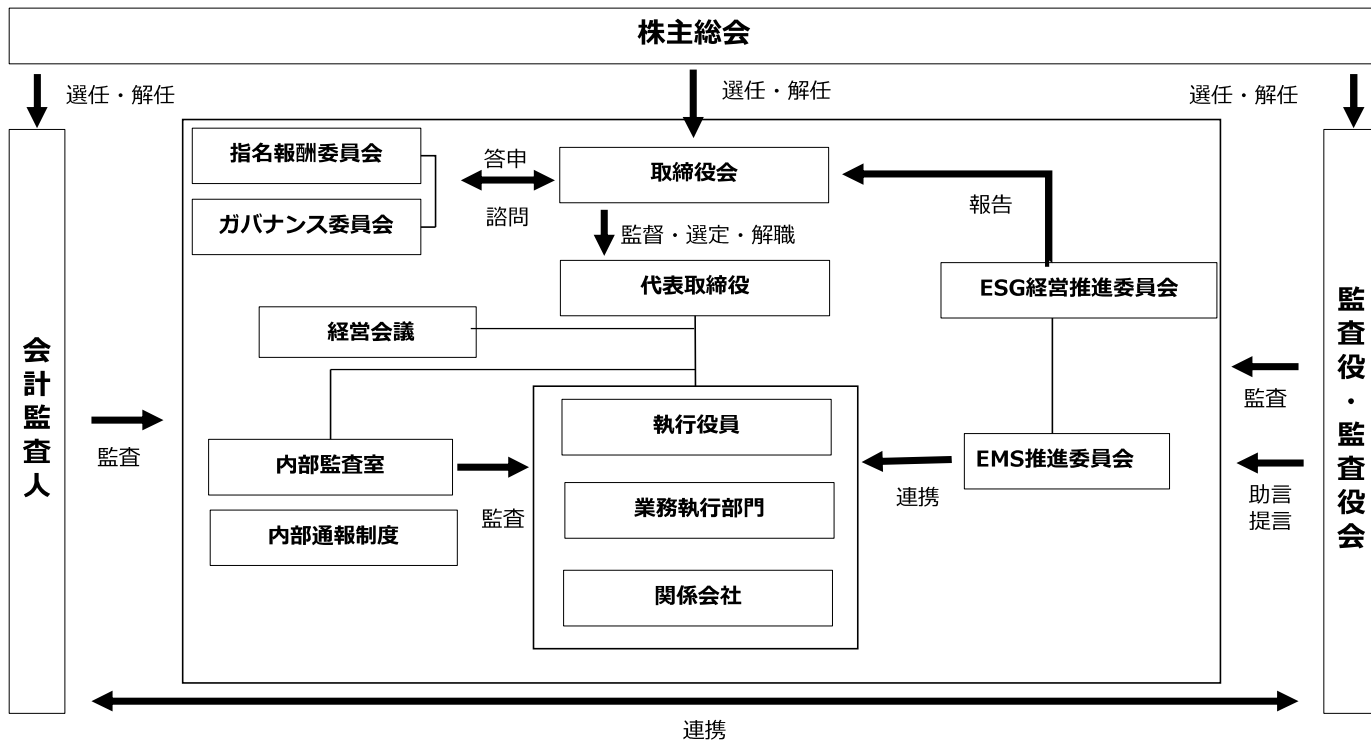 株主総会
選任・解任
選任・解任
選任・解任
会計監査人
指名報酬委員会
ガバナンス委員会
答申
諮問
取締役会
報告
監督・選定・解職
代表取締役
ESG経営推進委員会
経営会議
監査役・監査役会
監査
監査
執行役員
内部監査室
監査
業務執行部門
EMS推進委員会
連携
助言
提言
内部通報制度
関係会社
連携